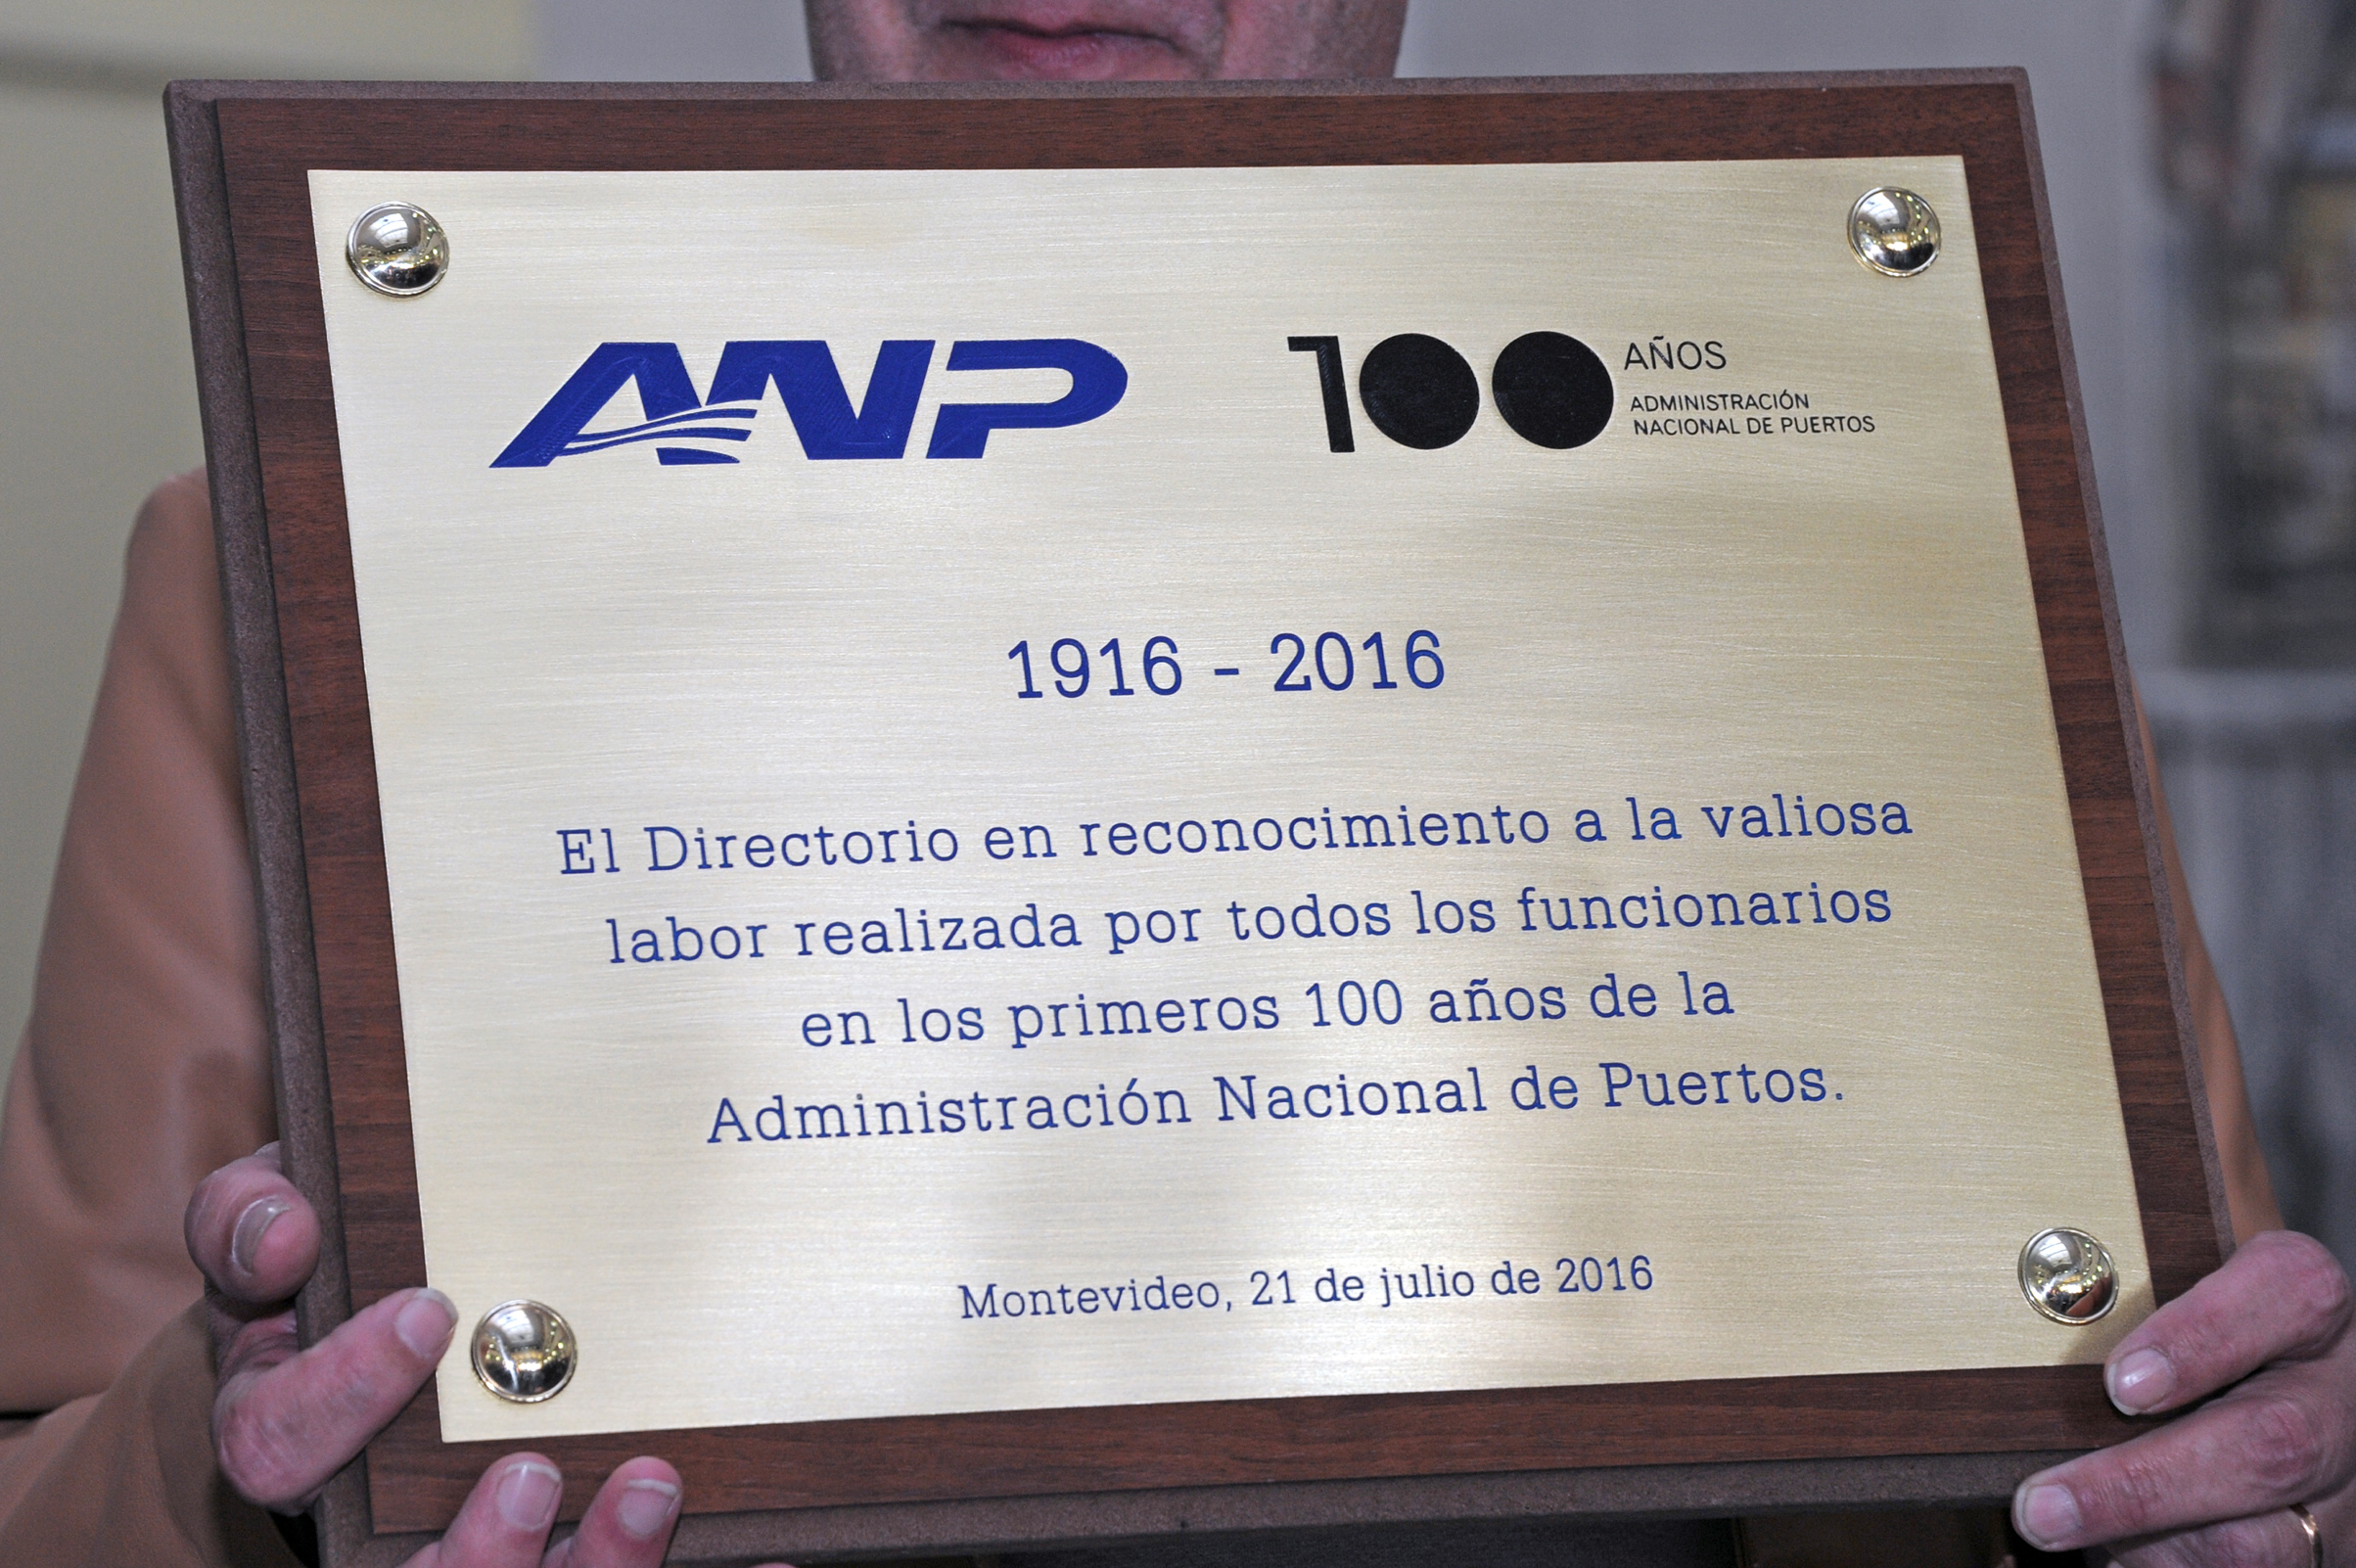 ANP
100 AÑOS
ADMINISTRACIÓN
NACIONAL DE PUERTOS
1916 - 2016
El Directorio en reconocimiento a la valiosa
labor realizada por todos los funcionarios
en los primeros 100 años de la
Administración Nacional de Puertos.
Montevideo, 21 de julio de 2016